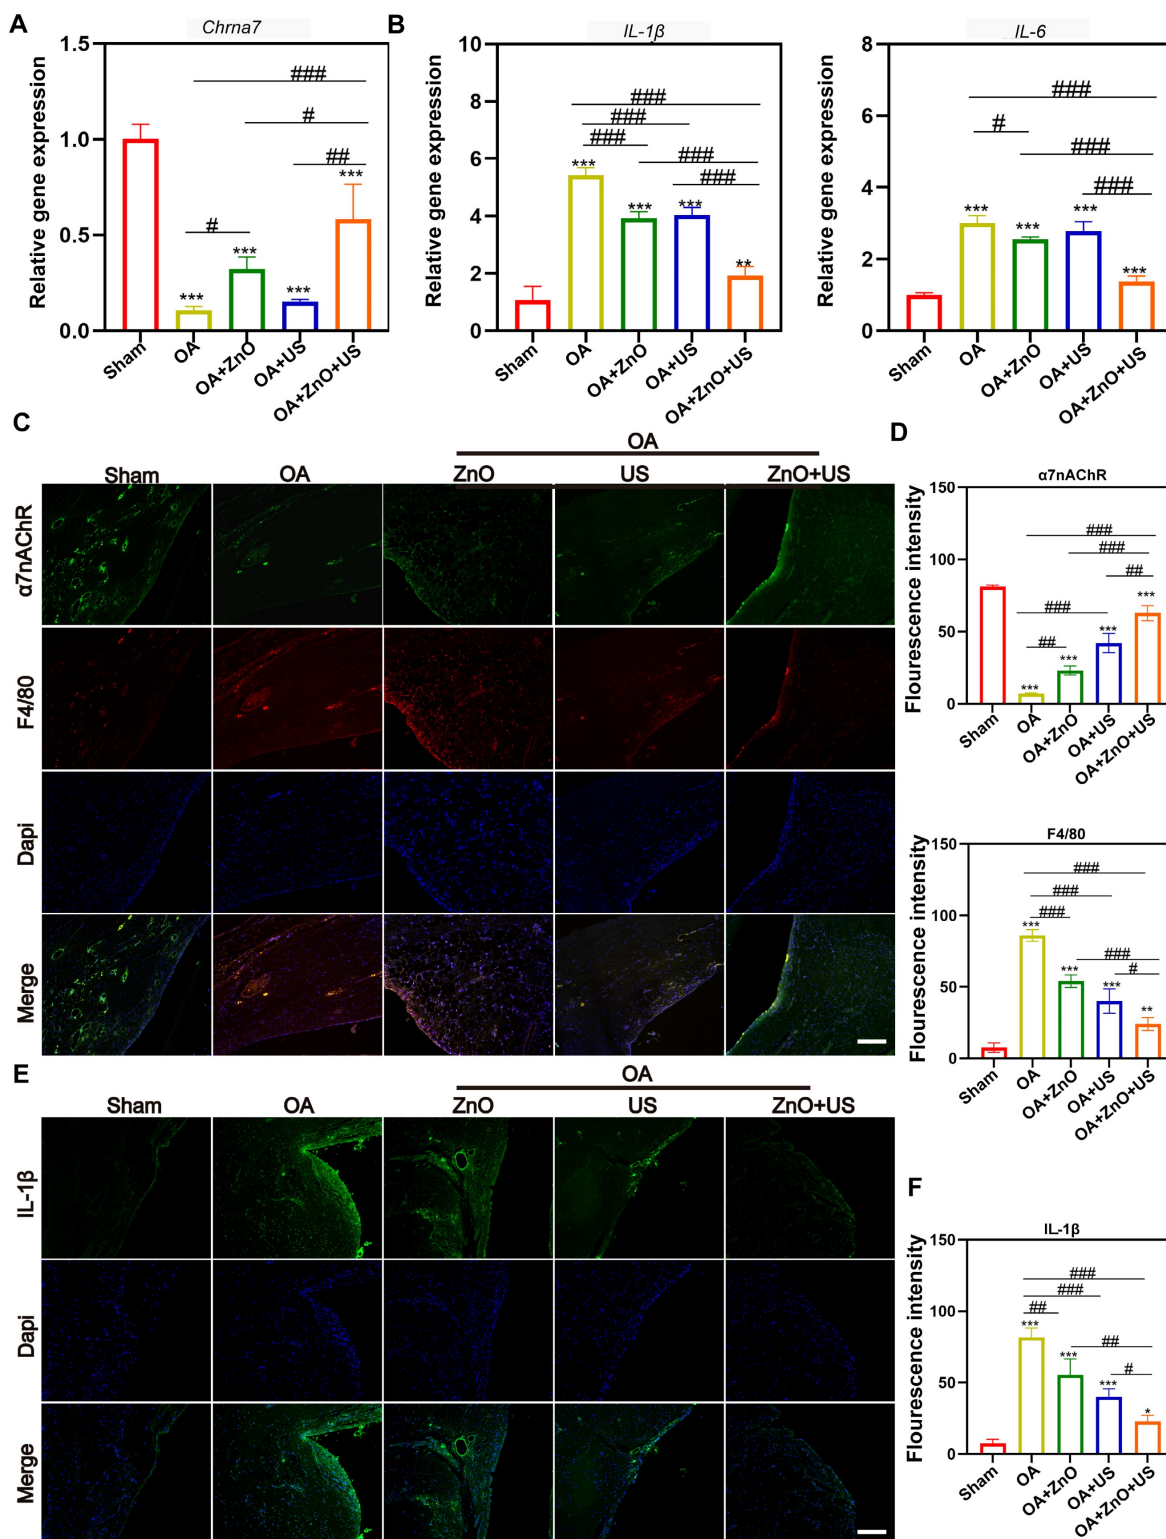 A
Chrna7
Relative gene expression
1.5
1.0
0.5
0.0
###
#
##
***
#
***
***
***
Sham
OA
OA+ZnO
OA+US
OA+ZnO+US
B
IL-1β
Relative gene expression
10
8
6
4
2
0
###
###
###
###
###
***
***
***
**
Sham
OA
OA+ZnO
OA+US
OA+ZnO+US
IL-6
Relative gene expression
8
6
4
2
0
###
#
###
###
***
***
***
***
Sham
OA
OA+ZnO
OA+US
OA+ZnO+US
C
OA
Sham OA ZnO US ZnO+US
α7nAChR
F4/80
Dapi
Merge
D
α7nAChR
Flourescence intensity
150
100
50
0
###
###
##
###
##
***
***
***
***
Sham
OA
OA+ZnO
OA+US
OA+ZnO+US
F4/80
Flourescence intensity
150
100
50
0
###
###
###
###
#
***
***
***
**
Sham
OA
OA+ZnO
OA+US
OA+ZnO+US
E
OA
Sham OA ZnO US ZnO+US
IL-1β
Dapi
Merge
F
IL-1β
Flourescence intensity
150
100
50
0
###
###
##
##
#
***
***
***
*
Sham
OA
OA+ZnO
OA+US
OA+ZnO+US